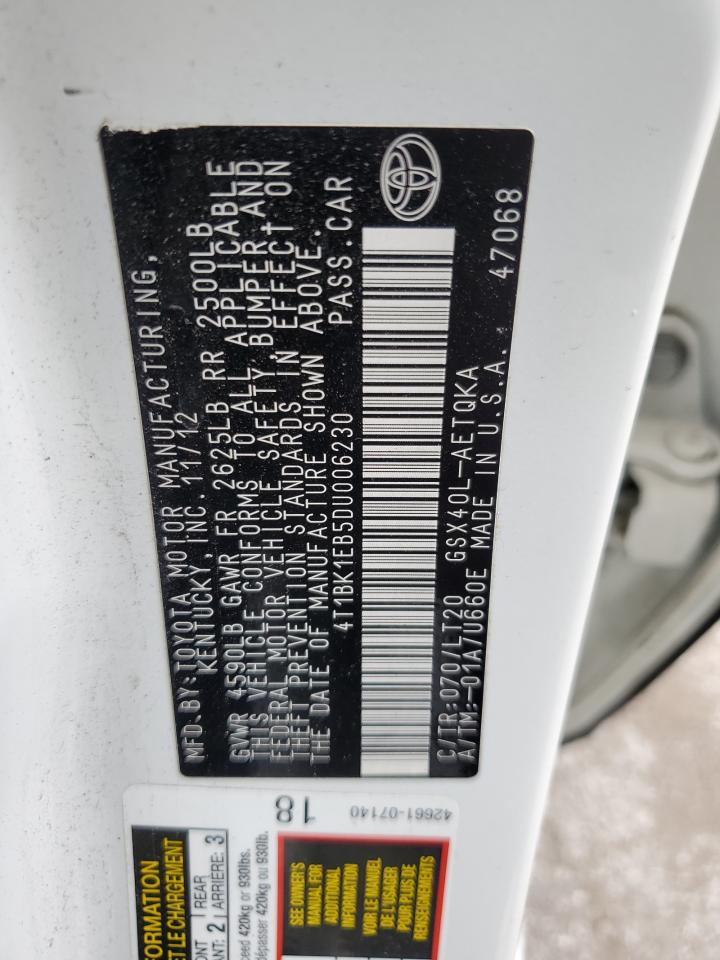 MFD.BY:TOYOTA MOTOR MANUFACTURING,
KENTUCKY INC. 11/12
GVWR 4590LB GAWR FR 2625LB RR 2500LB
THIS VEHICLE CONFORMS TO ALL APPLICABLE
FEDERAL MOTOR VEHICLE SAFETY,BUMPER,AND
THEFT PREVENTION STANDARDS IN EFFECT ON
THE DATE OF MANUFACTURE SHOWN ABOVE.
4T1BK1EB5DU006230 PASS.CAR
C/TR:070/LT20 GSX40L-AETQKA
A/TM:-01A/U660E MADE IN U.S.A. 47068
FORMATION
ET LE CHARGEMENT
2 REAR
ARRIÈRE: 3
420kg or 930lbs.
420kg ou 930lb.
18
42661-07140
SEE OWNER'S
MANUAL FOR
ADDITIONAL
INFORMATION
VOIR LE MANUEL
DE L'USAGER
POUR PLUS DE
RENSEIGNEMENTS